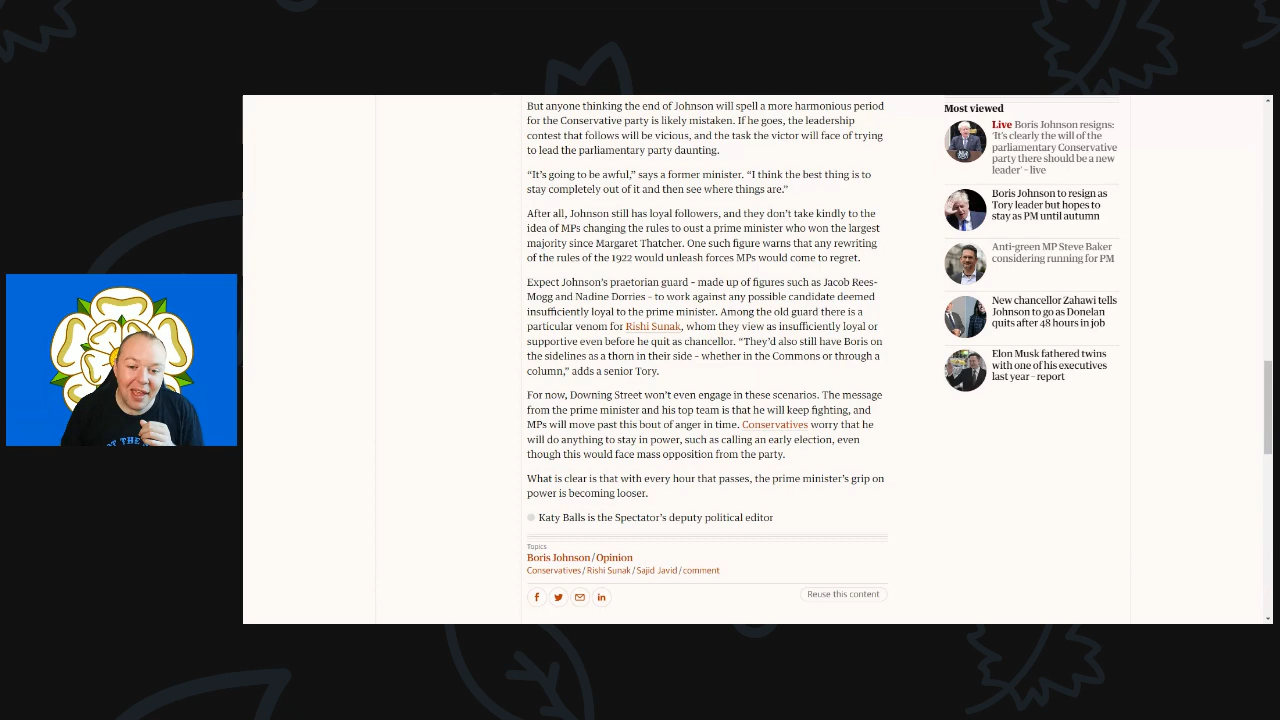 But anyone thinking the end of Johnson will spell a more harmonious period
for the Conservative party is likely mistaken. If he goes, the leadership
contest that follows will be vicious, and the task the victor will face of trying
to lead the parliamentary party daunting.
“It’s going to be awful,” says a former minister. “I think the best thing is to
stay completely out of it and then see where things are.”
After all, Johnson still has loyal followers, and they don’t take kindly to the
idea of MPs changing the rules to oust a prime minister who won the largest
majority since Margaret Thatcher. One such figure warns that any rewriting
of the rules of the 1922 would unleash forces MPs would come to regret.
Expect Johnson’s praetorian guard – made up of figures such as Jacob Rees-
Mogg and Nadine Dorries – to work against any possible candidate deemed
insufficiently loyal to the prime minister. Among the old guard there is a
particular venom for Rishi Sunak, whom they view as insufficiently loyal or
supportive even before he quit as chancellor. “They’d also still have Boris on
the sidelines as a thorn in their side – whether in the Commons or through a
column,” adds a senior Tory.
For now, Downing Street won’t even engage in these scenarios. The message
from the prime minister and his top team is that he will keep fighting, and
MPs will move past this bout of anger in time. Conservatives worry that he
will do anything to stay in power, such as calling an early election, even
though this would face mass opposition from the party.
What is clear is that with every hour that passes, the prime minister’s grip on
power is becoming looser.
Katy Balls is the Spectator’s deputy political editor
Topics
Boris Johnson / Opinion
Conservatives / Rishi Sunak / Sajid Javid / comment
Reuse this content
Most viewed
Live Boris Johnson resigns:
‘It’s clearly the will of the
parliamentary Conservative
party there should be a new
leader’ – live
Boris Johnson to resign as
Tory leader but hopes to
stay as PM until autumn
Anti-green MP Steve Baker
considering running for PM
New chancellor Zahawi tells
Johnson to go as Donelan
quits after 48 hours in job
Elon Musk fathered twins
with one of his executives
last year – report